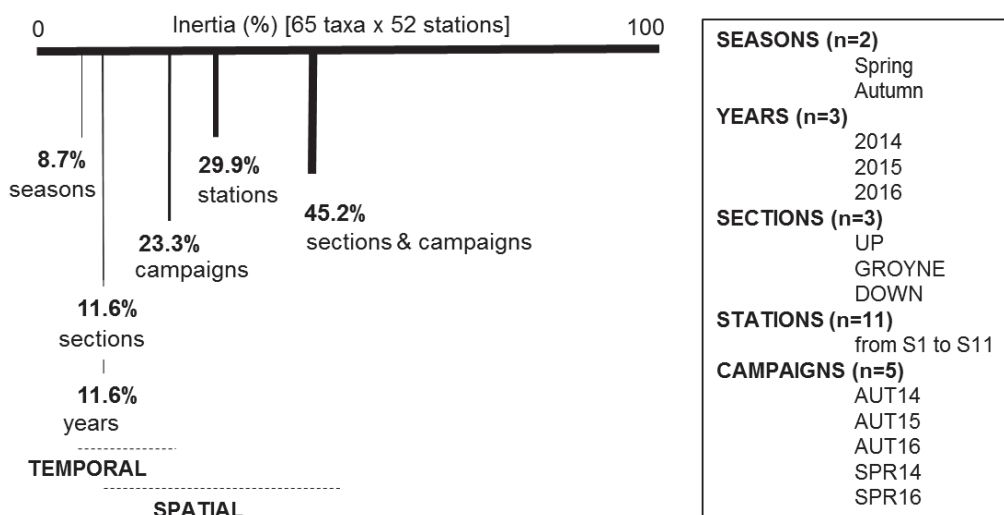 0 Inertia (%) [65 taxa x 52 stations] 100
8.7%
seasons
29.9%
stations
45.2%
sections & campaigns
23.3%
campaigns
11.6%
sections
11.6%
years
TEMPORAL
SPATIAL
SEASONS (n=2)
Spring
Autumn
YEARS (n=3)
2014
2015
2016
SECTIONS (n=3)
UP
GROYNE
DOWN
STATIONS (n=11)
from S1 to S11
CAMPAIGNS (n=5)
AUT14
AUT15
AUT16
SPR14
SPR16